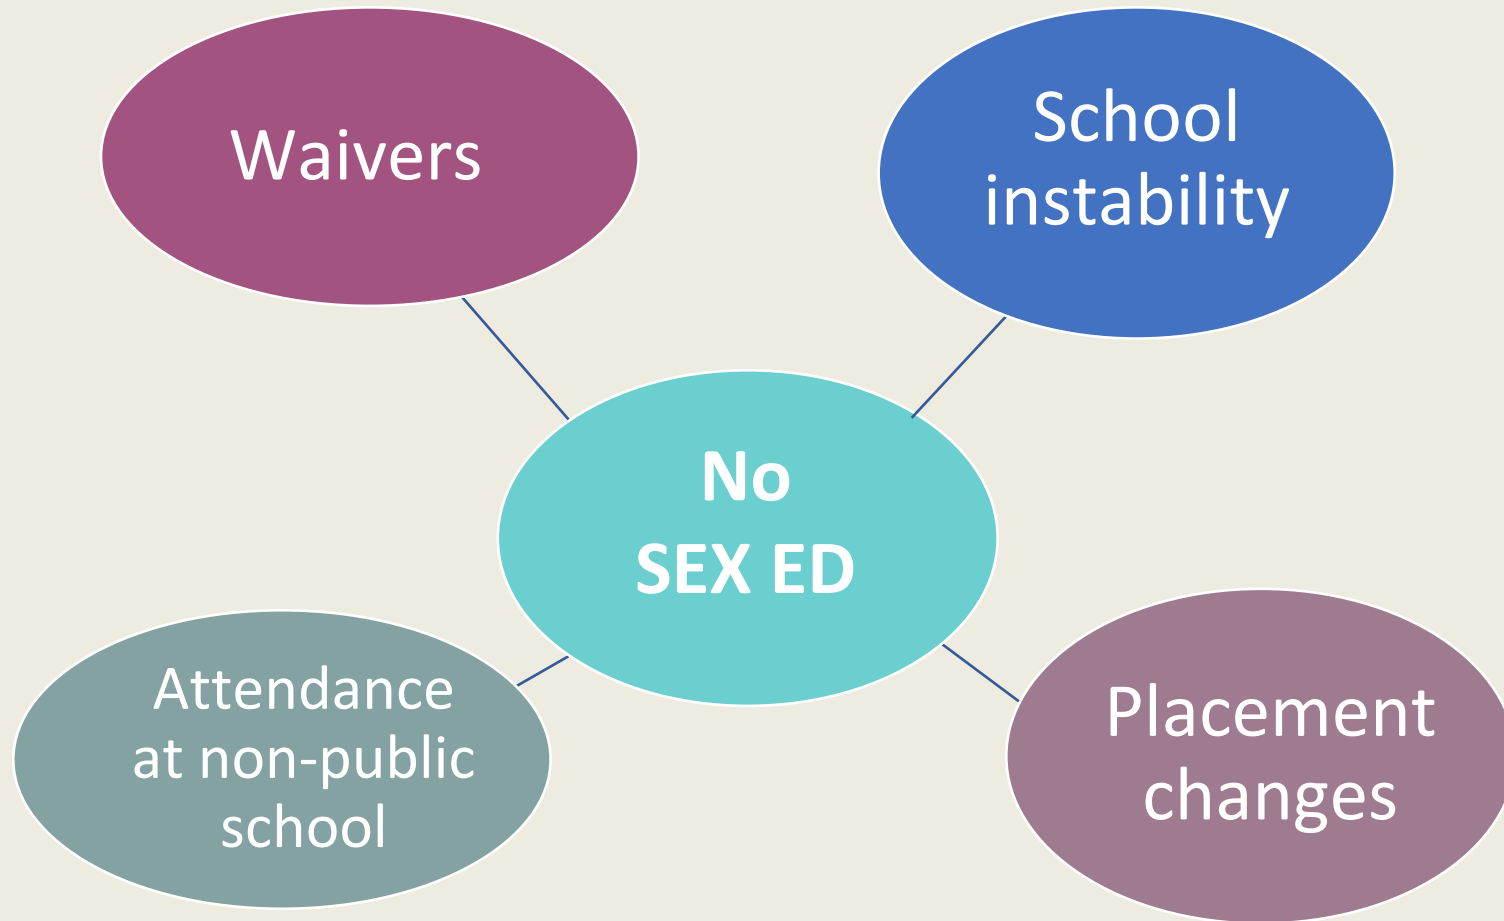 Waivers
School
instability
No
SEX ED
Attendance
at non-public
school
Placement
changes